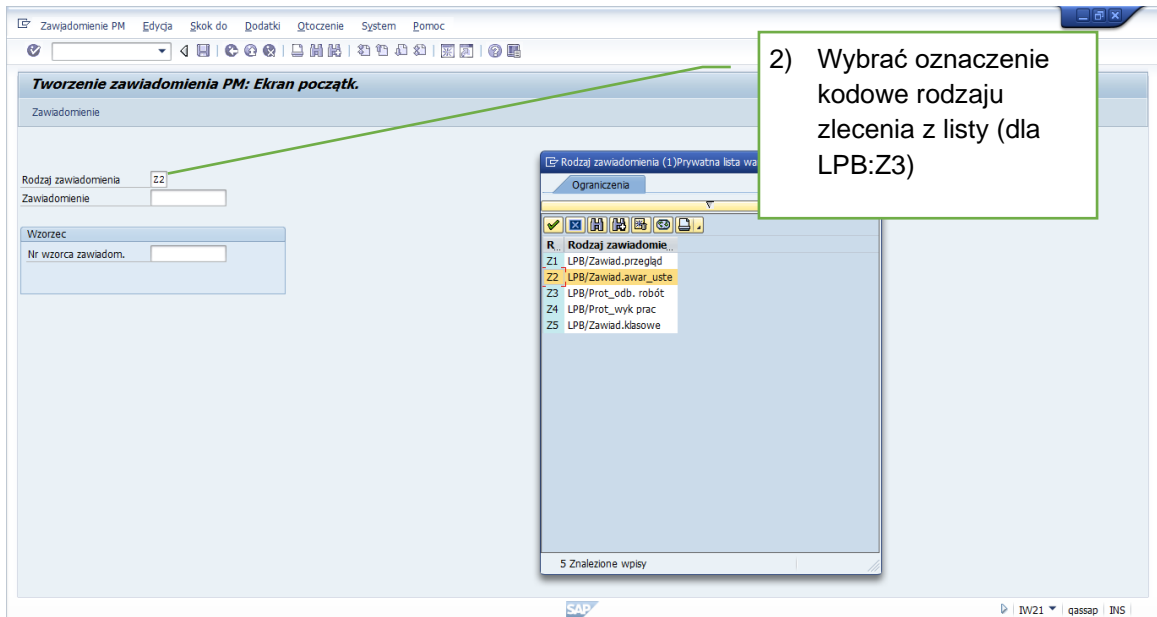 Zawiadomienie PM Edycja Skok do Dodatki Otoczenie System Pomoc
Tworzenie zawiadomienia PM: Ekran początk.
Zawiadomienie
Rodzaj zawiadomienia Z2
Zawiadomienie
Wzorzec
Nr wzorca zawiadom.
2) Wybrać oznaczenie
kodowe rodzaju
zlecenia z listy (dla
LPB:Z3)
Rodzaj zawiadomienia (1)Prywatna lista wa
Ograniczenia
R.. Rodzaj zawiadomie..
Z1 LPB/Zawiad.przegląd
Z2 LPB/Zawiad.awar_uste
Z3 LPB/Prot_odb. robót
Z4 LPB/Prot_wyk prac
Z5 LPB/Zawiad.klasowe
5 Znalezione wpisy
SAP
IW21 qassap INS